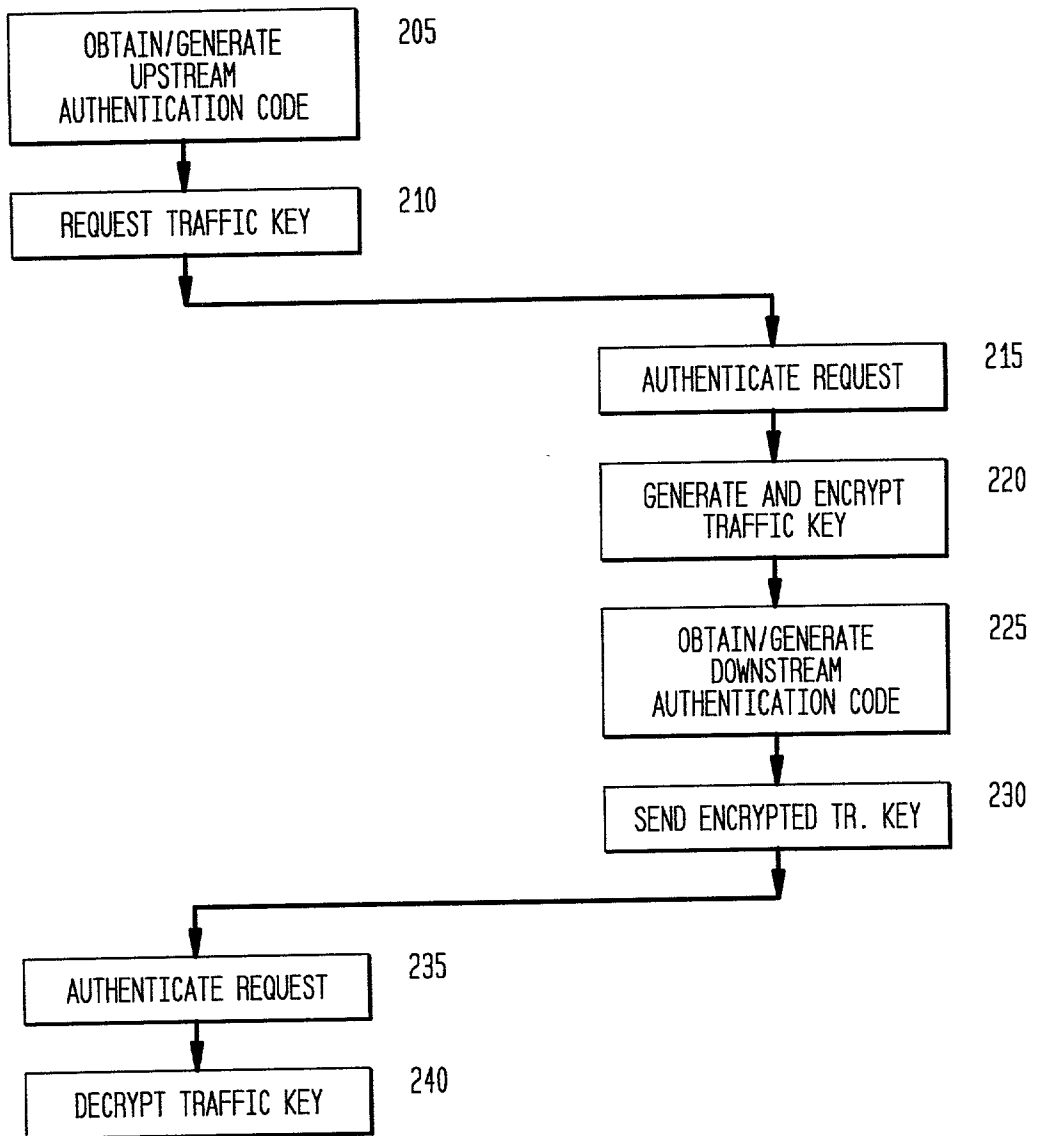 OBTAIN/GENERATE
UPSTREAM
AUTHENTICATION CODE
205
REQUEST TRAFFIC KEY
210
AUTHENTICATE REQUEST
215
GENERATE AND ENCRYPT
TRAFFIC KEY
220
OBTAIN/GENERATE
DOWNSTREAM
AUTHENTICATION CODE
225
SEND ENCRYPTED TR. KEY
230
AUTHENTICATE REQUEST
235
DECRYPT TRAFFIC KEY
240